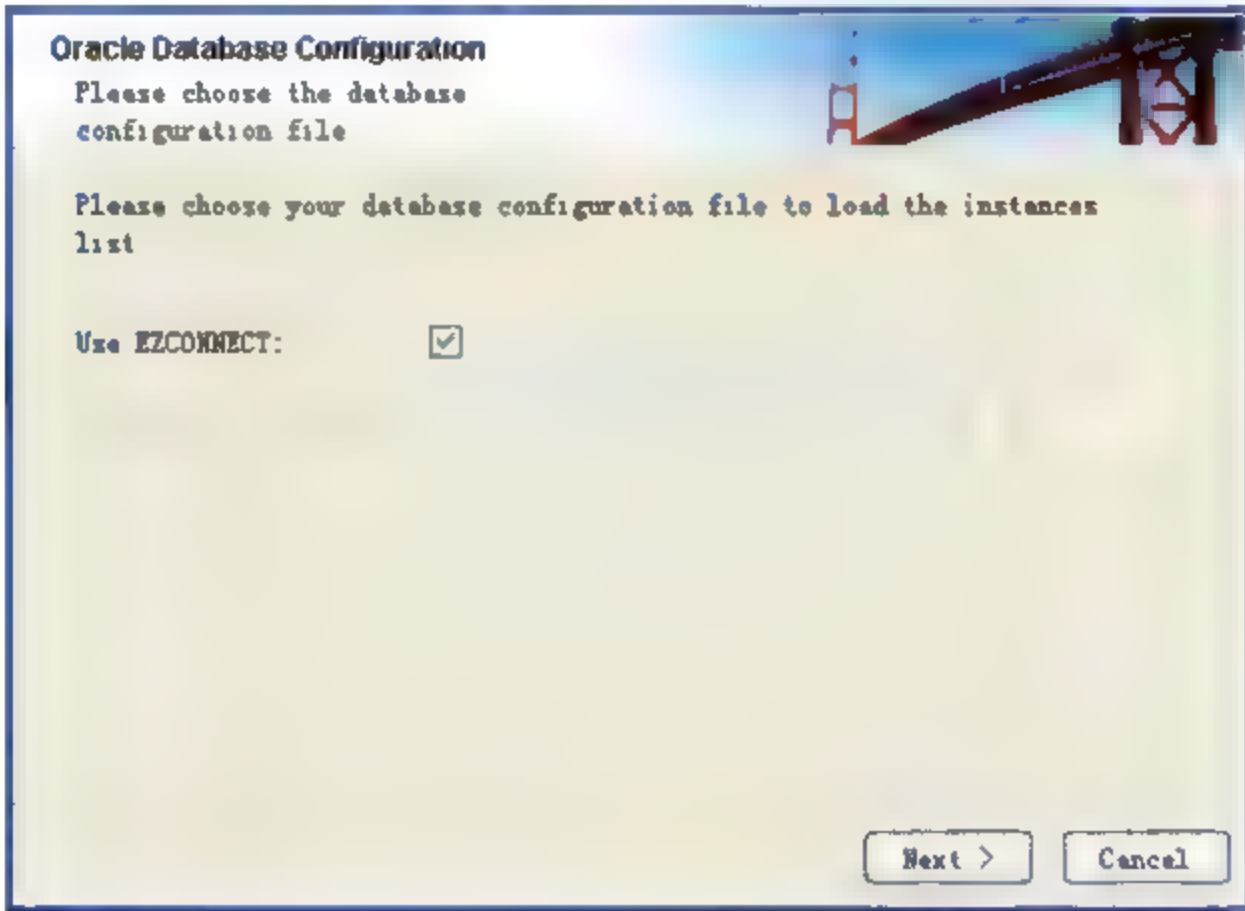 Oracle Database Configuration
Please choose the database
configuration file
Please choose your database configuration file to load the instances
list
Use EZCONNECT:
Next >
Cancel